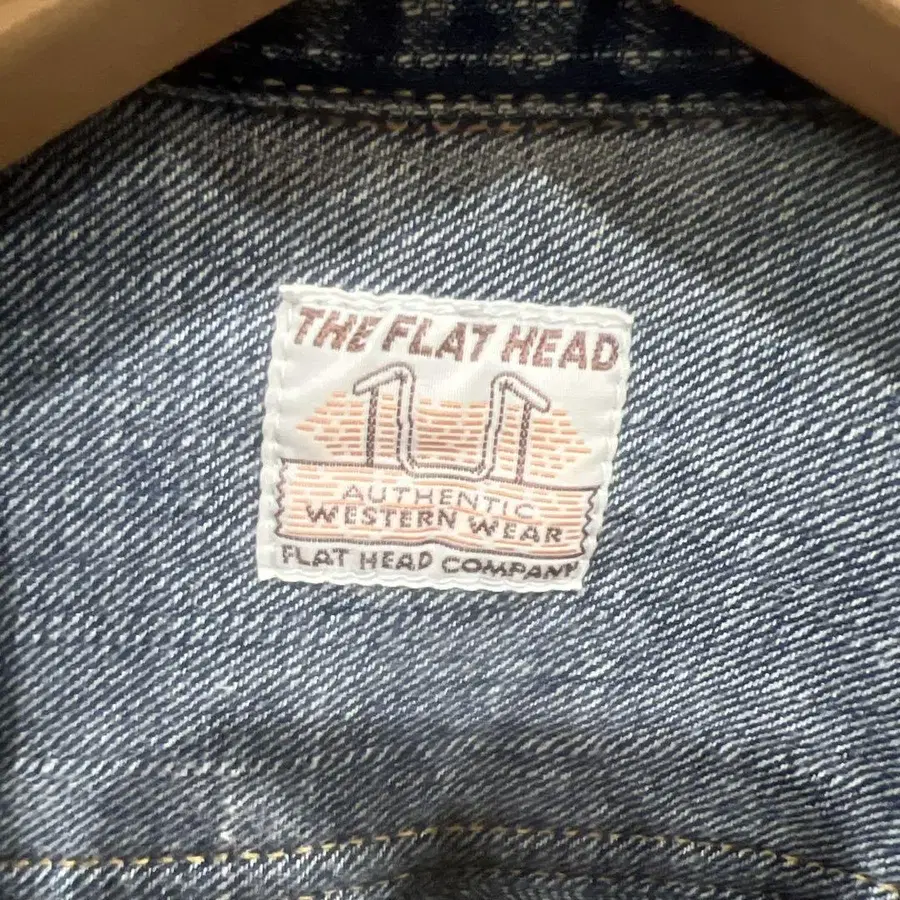 THE FLAT HEAD
AUTHENTIC
WESTERN WEAR
FLAT HEAD COMPANY